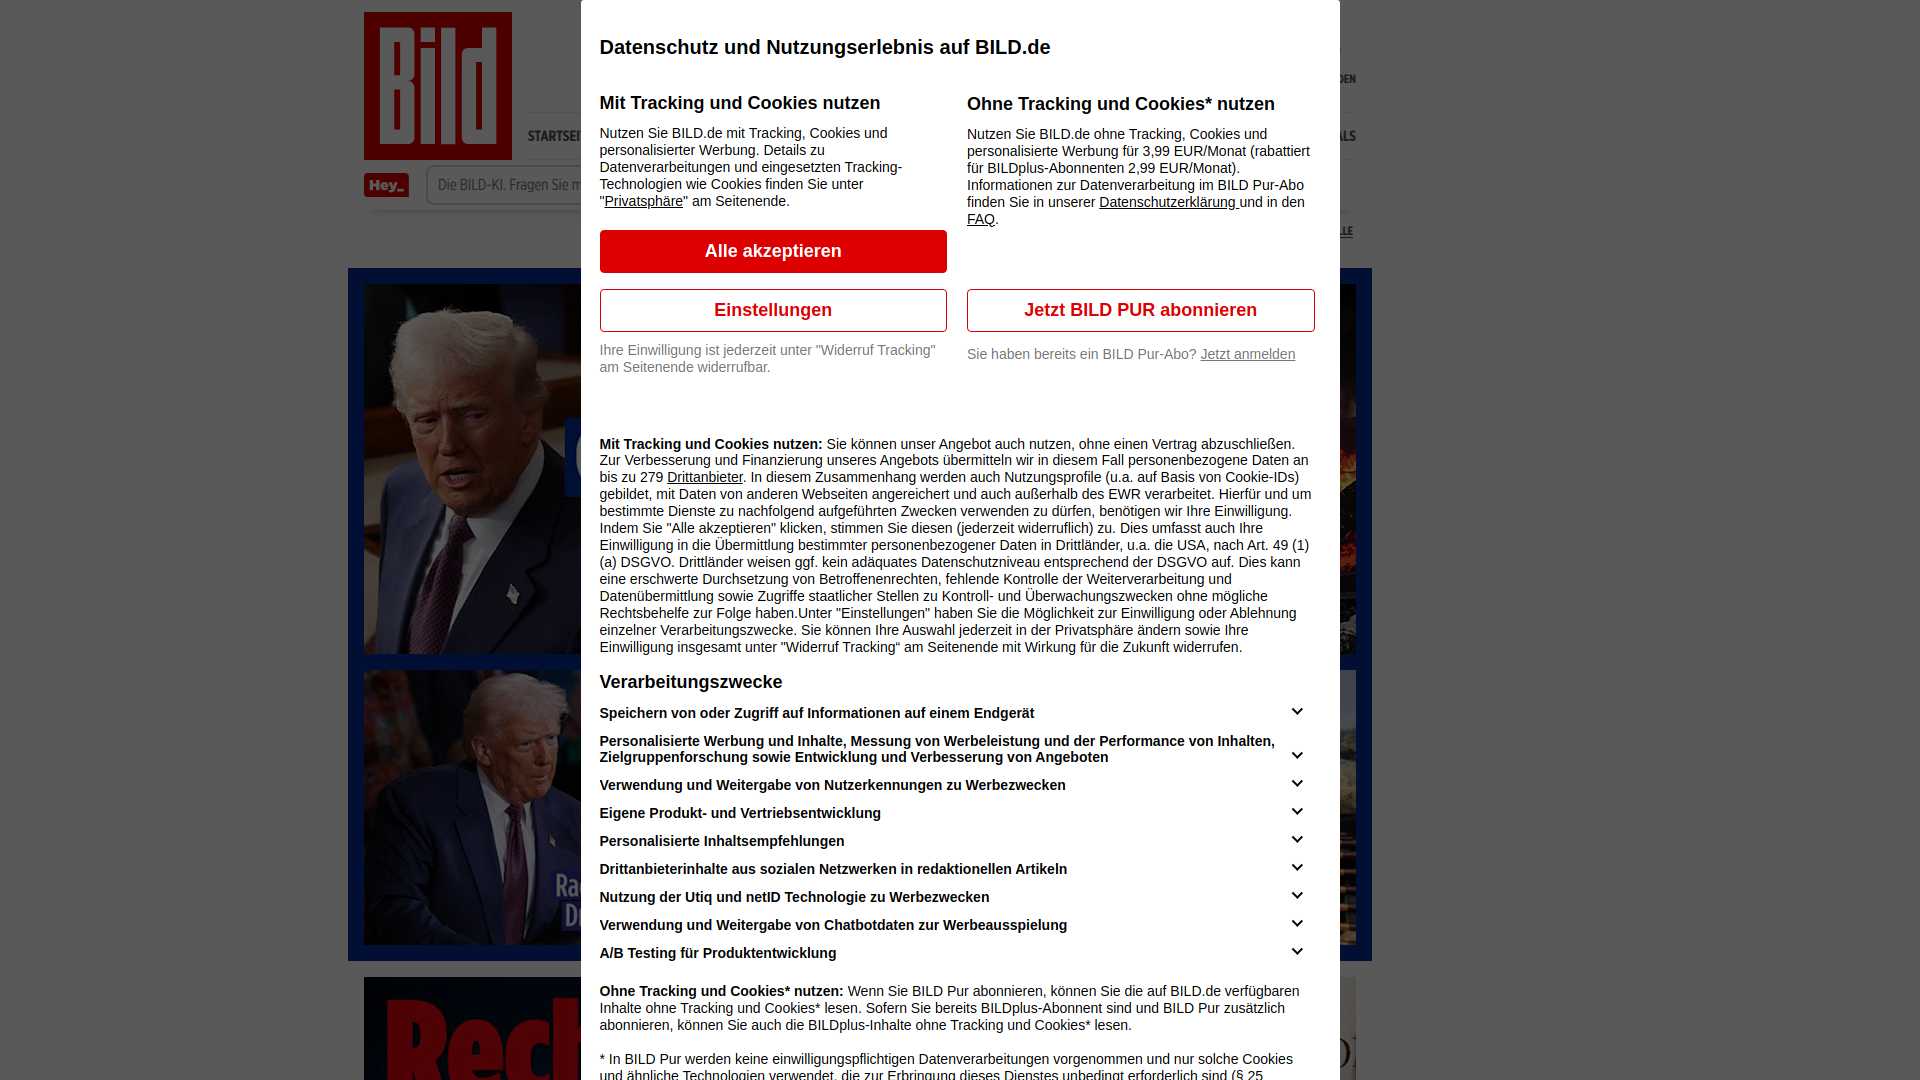 Bild
Datenschutz und Nutzungserlebnis auf BILD.de
Mit Tracking und Cookies nutzen
Nutzen Sie BILD.de mit Tracking, Cookies und
personalisierter Werbung. Details zu
Datenverarbeitungen und eingesetzten Tracking-
Technologien wie Cookies finden Sie unter
"Privatsphäre" am Seitenende.
Alle akzeptieren
Einstellungen
Ihre Einwilligung ist jederzeit unter "Widerruf Tracking"
am Seitenende widerrufbar.
Ohne Tracking und Cookies* nutzen
Nutzen Sie BILD.de ohne Tracking, Cookies und
personalisierte Werbung für 3,99 EUR/Monat (rabattiert
für BILDplus-Abonnenten 2,99 EUR/Monat).
Informationen zur Datenverarbeitung im BILD Pur-Abo
finden Sie in unserer Datenschutzerklärung und in den
FAQ.
Jetzt BILD PUR abonnieren
Sie haben bereits ein BILD Pur-Abo? Jetzt anmelden
Hey_
Die BILD-KI. Fragen Sie
Mit Tracking und Cookies nutzen: Sie können unser Angebot auch nutzen, ohne einen Vertrag abzuschließen.
Zur Verbesserung und Finanzierung unseres Angebots übermitteln wir in diesem Fall personenbezogene Daten an
bis zu 279 Drittanbieter. In diesem Zusammenhang werden auch Nutzungsprofile (u.a. auf Basis von Cookie-IDs)
gebildet, mit Daten von anderen Webseiten angereichert und auch außerhalb des EWR verarbeitet. Hierfür und um
bestimmte Dienste zu nachfolgend aufgeführten Zwecken verwenden zu dürfen, benötigen wir Ihre Einwilligung.
Indem Sie "Alle akzeptieren" klicken, stimmen Sie diesen (jederzeit widerruflich) zu. Dies umfasst auch Ihre
Einwilligung in die Übermittlung bestimmter personenbezogener Daten in Drittländer, u.a. die USA, nach Art. 49 (1)
(a) DSGVO. Drittländer weisen ggf. kein adäquates Datenschutzniveau entsprechend der DSGVO auf. Dies kann
eine erschwerte Durchsetzung von Betroffenenrechten, fehlende Kontrolle der Weiterverarbeitung und
Datenübermittlung sowie Zugriffe staatlicher Stellen zu Kontroll- und Überwachungszwecken ohne mögliche
Rechtsbehelfe zur Folge haben.Unter "Einstellungen" haben Sie die Möglichkeit zur Einwilligung oder Ablehnung
einzelner Verarbeitungszwecke. Sie können Ihre Auswahl jederzeit in der Privatsphäre ändern sowie Ihre
Einwilligung insgesamt unter "Widerruf Tracking“ am Seitenende mit Wirkung für die Zukunft widerrufen.
Verarbeitungszwecke
Speichern von oder Zugriff auf Informationen auf einem Endgerät
Personalisierte Werbung und Inhalte, Messung von Werbeleistung und der Performance von Inhalten,
Zielgruppenforschung sowie Entwicklung und Verbesserung von Angeboten
Verwendung und Weitergabe von Nutzerkennungen zu Werbezwecken
Eigene Produkt- und Vertriebsentwicklung
Personalisierte Inhaltsempfehlungen
Drittanbieterinhalte aus sozialen Netzwerken in redaktionellen Artikeln
Nutzung der Utiq und netID Technologie zu Werbezwecken
Verwendung und Weitergabe von Chatbotdaten zur Werbeausspielung
A/B Testing für Produktentwicklung
Ohne Tracking und Cookies* nutzen: Wenn Sie BILD Pur abonnieren, können Sie die auf BILD.de verfügbaren
Inhalte ohne Tracking und Cookies* lesen. Sofern Sie bereits BILDplus-Abonnent sind und BILD Pur zusätzlich
abonnieren, können Sie auch die BILDplus-Inhalte ohne Tracking und Cookies* lesen.
* In BILD Pur werden keine einwilligungspflichtigen Datenverarbeitungen vorgenommen und nur solche Cookies
und ähnliche Technologien verwendet, die zur Erbringung dieses Dienstes unbedingt erforderlich sind (§ 25